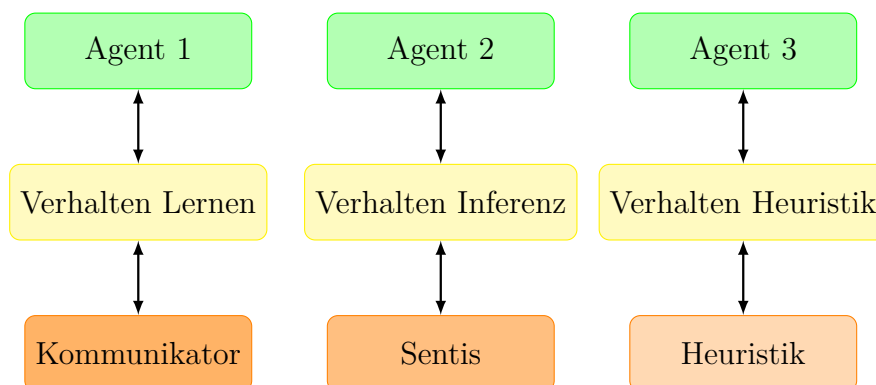 Agent 1
Agent 2
Agent 3
Verhalten Lernen
Verhalten Inferenz
Verhalten Heuristik
Kommunikator
Sentis
Heuristik